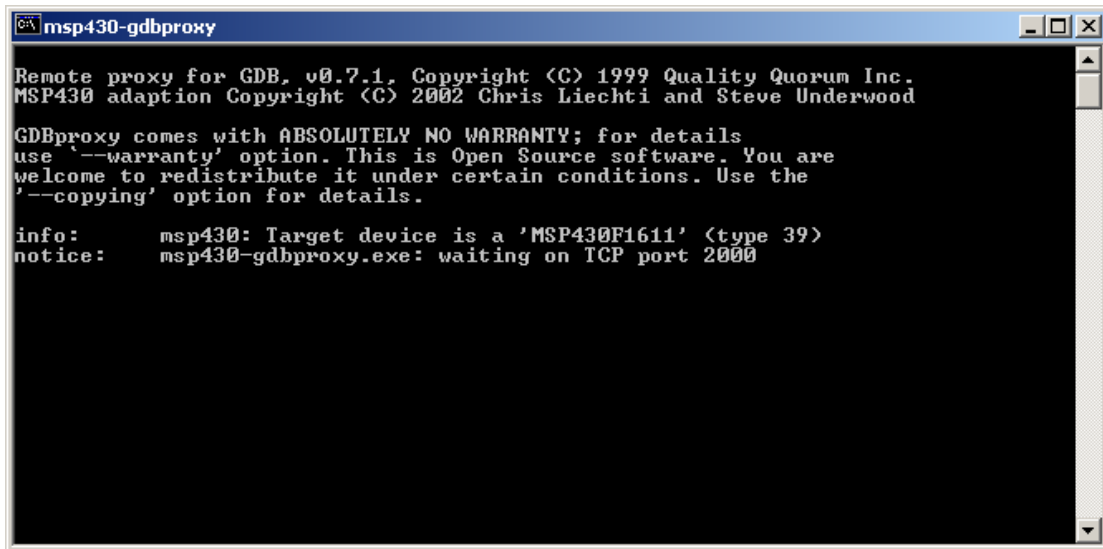 msp430-gdbproxy
Remote proxy for GDB, v0.7.1, Copyright (C) 1999 Quality Quorum Inc.
MSP430 adaption Copyright (C) 2002 Chris Liechti and Steve Underwood
GDBproxy comes with ABSOLUTELY NO WARRANTY; for details
use `--warranty' option. This is Open Source software. You are
welcome to redistribute it under certain conditions. Use the
'--copying' option for details.
info:      msp430: Target device is a 'MSP430F1611' (type 39)
notice:    msp430-gdbproxy.exe: waiting on TCP port 2000